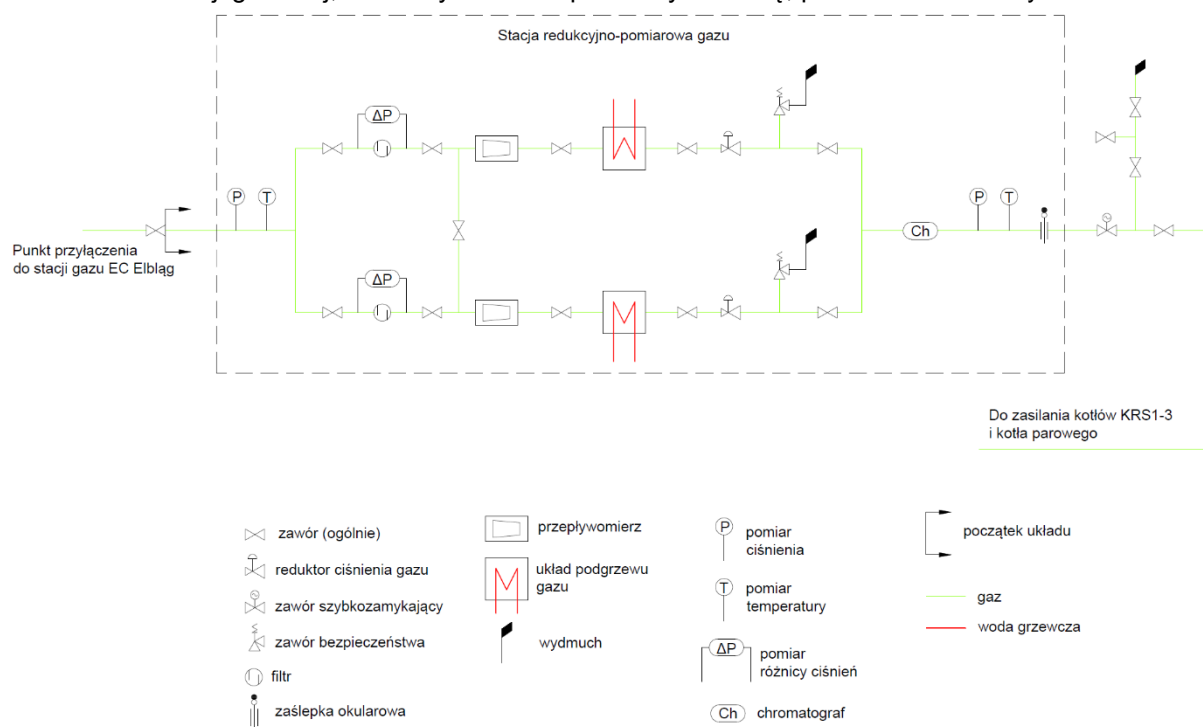 Stacja redukcyjno-pomiarowa gazu
ΔP
P
T
Punkt przyłączenia
do stacji gazu EC Elbląg
Ch
P
T
ΔP
Do zasilania kotłów KRS1-3
i kotła parowego
zawór (ogólnie)
reduktor ciśnienia gazu
zawór szybkozamykający
zawór bezpieczeństwa
filtr
zaślepka okularowa
przepływomierz
układ podgrzewu
gazu
wydmuch
P
pomiar
ciśnienia
T
pomiar
temperatury
ΔP
pomiar
różnicy ciśnień
Ch
chromatograf
początek układu
gaz
woda grzewcza